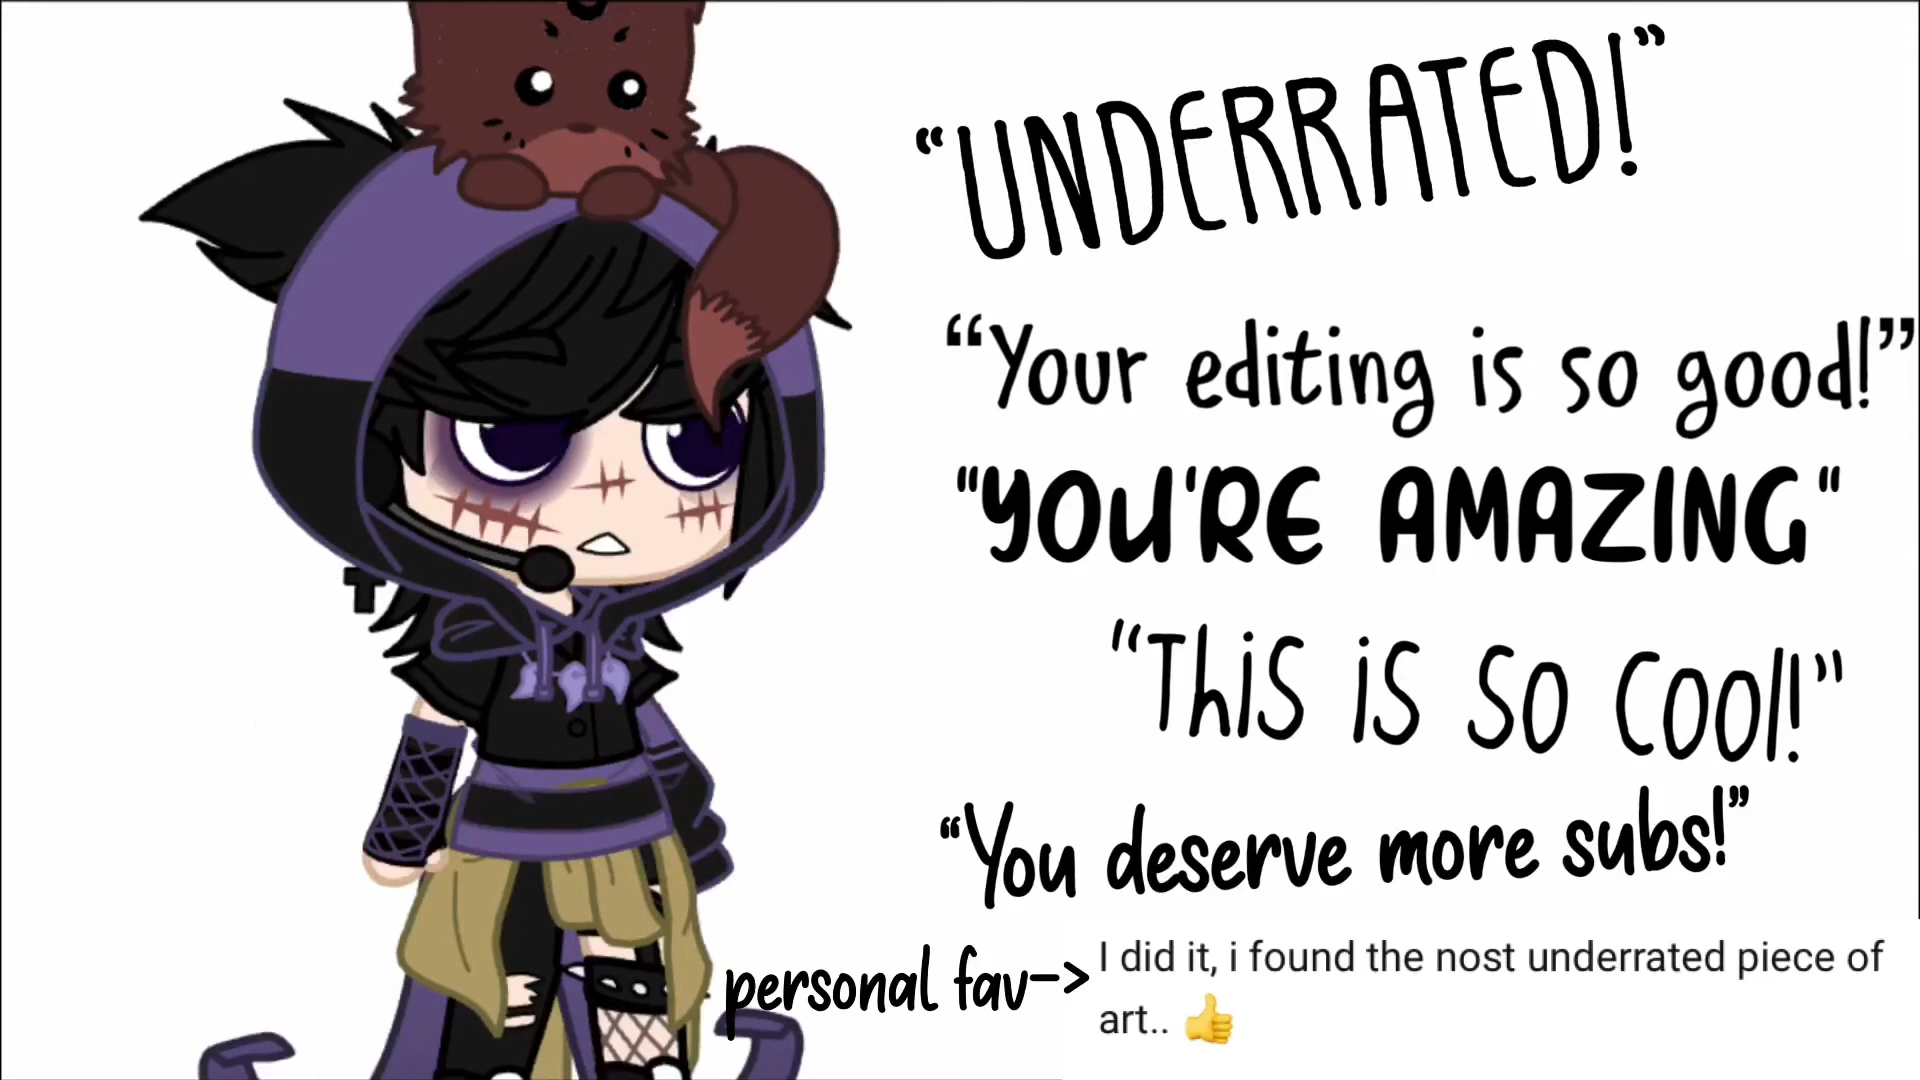 “UNDERRATED!”
“Your editing is so good!”
"YOU'RE AMAZING"
“This is so cool!”
“You deserve more subs!”
personal fav-->
I did it, i found the nost underrated piece of
art.. 👍